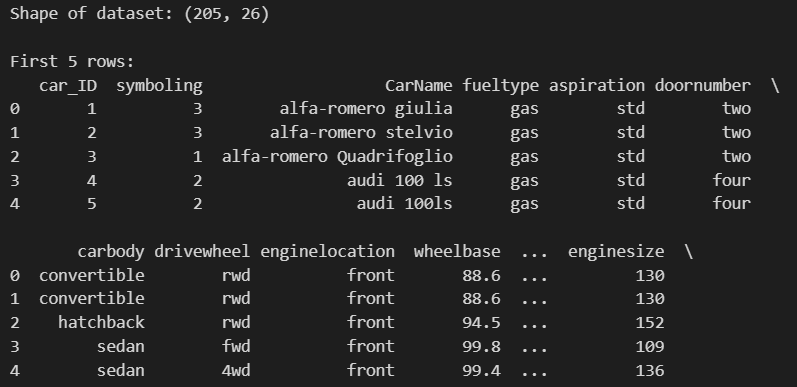 Shape of dataset: (205, 26)
First 5 rows:
   car_ID  symboling                   CarName fueltype aspiration doornumber  \
0       1          3        alfa-romero giulia      gas        std        two
1       2          3       alfa-romero stelvio      gas        std        two
2       3          1  alfa-romero Quadrifoglio      gas        std        two
3       4          2               audi 100 ls      gas        std       four
4       5          2                audi 100ls      gas        std       four
       carbody drivewheel enginelocation  wheelbase  ...  enginesize  \
0  convertible        rwd          front       88.6  ...         130
1  convertible        rwd          front       88.6  ...         130
2    hatchback        rwd          front       94.5  ...         152
3        sedan        fwd          front       99.8  ...         109
4        sedan        4wd          front       99.4  ...         136